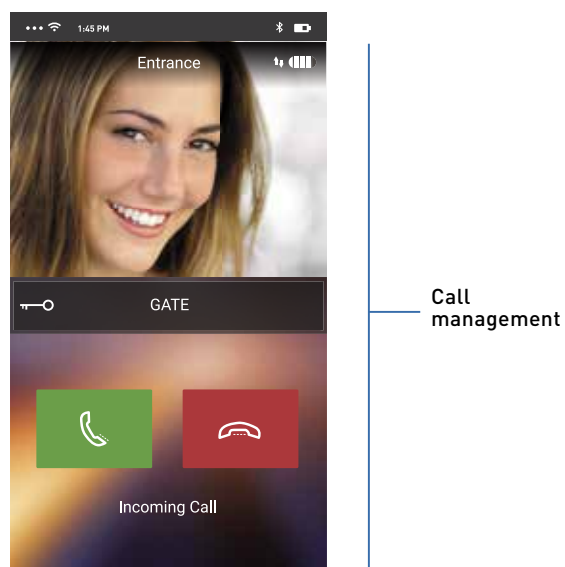 1:45 PM
Entrance
GATE
Incoming Call
Call
management